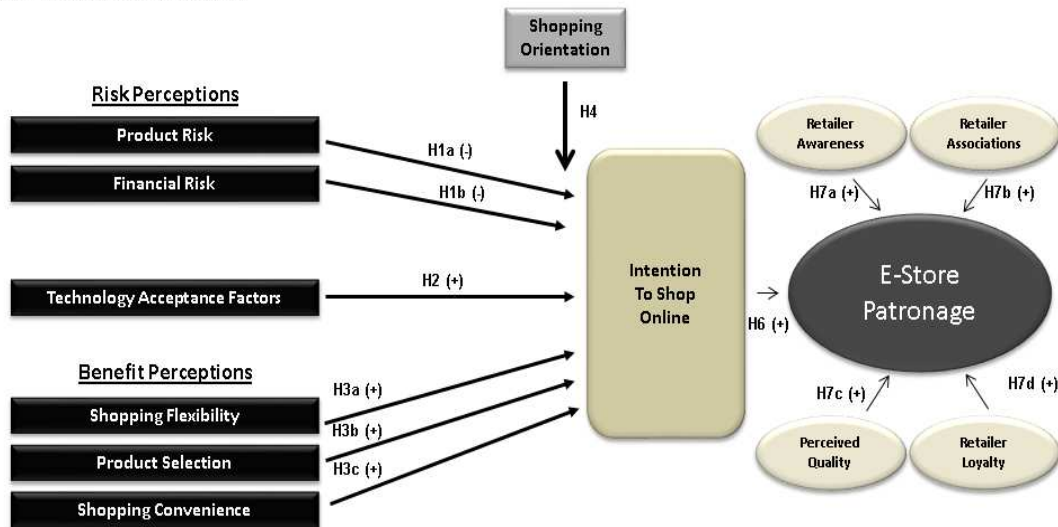 Shopping
Orientation
H4
Risk Perceptions
Product Risk
Financial Risk
H1a (-)
H1b (-)
Technology Acceptance Factors
H2 (+)
Benefit Perceptions
Shopping Flexibility
Product Selection
Shopping Convenience
H3a (+)
H3b (+)
H3c (+)
Intention
To Shop
Online
H6 (+)
Retailer
Awareness
Retailer
Associations
H7a (+)
H7b (+)
E-Store
Patronage
H7c (+)
H7d (+)
Perceived
Quality
Retailer
Loyalty